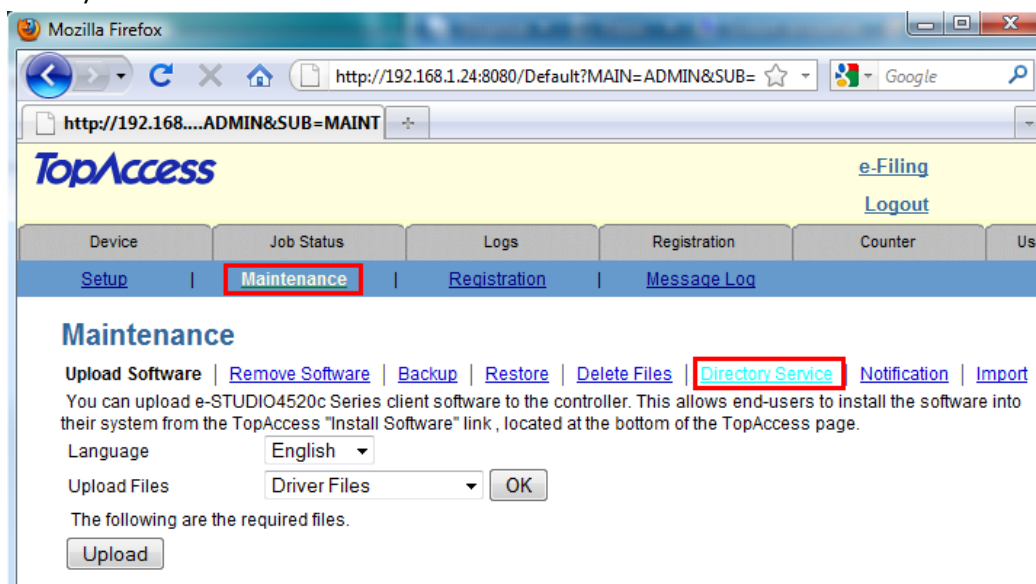 Mozilla Firefox
http://192.168.1.24:8080/Default?MAIN=ADMIN&SUB= Google
http://192.168....ADMIN&SUB=MAINT
TopAccess
e-Filing
Logout
Device Job Status Logs Registration Counter Us
Setup | Maintenance | Registration | Message Log
Maintenance
Upload Software | Remove Software | Backup | Restore | Delete Files | Directory Service | Notification | Import
You can upload e-STUDIO4520c Series client software to the controller. This allows end-users to install the software into
their system from the TopAccess "Install Software" link , located at the bottom of the TopAccess page.
Language English
Upload Files Driver Files OK
The following are the required files.
Upload